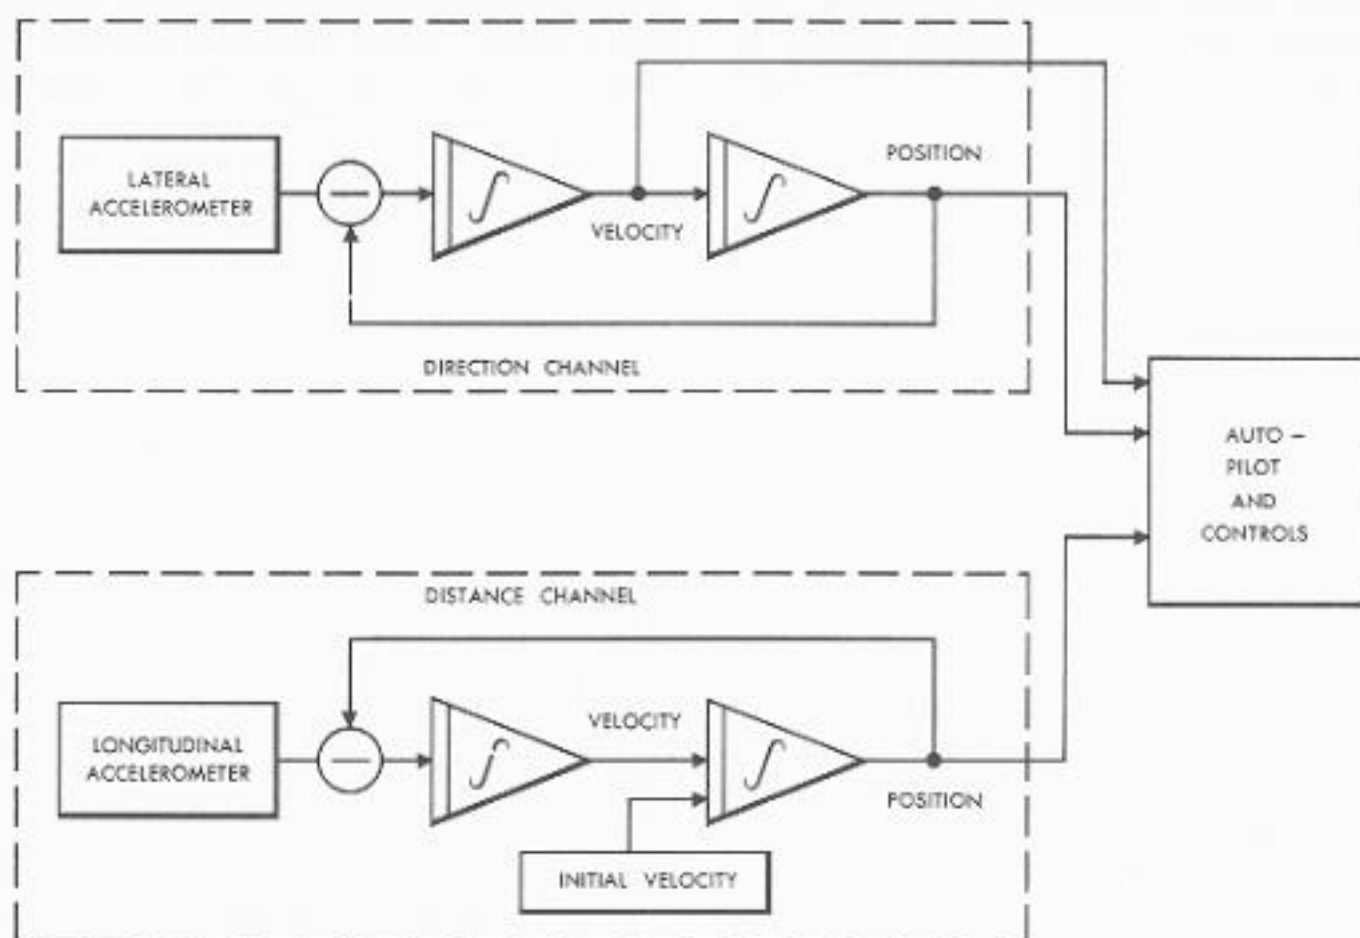 LATERAL
ACCELEROMETER
VELOCITY
POSITION
DIRECTION CHANNEL
AUTO –
PILOT
AND
CONTROLS
DISTANCE CHANNEL
LONGITUDINAL
ACCELEROMETER
VELOCITY
POSITION
INITIAL VELOCITY